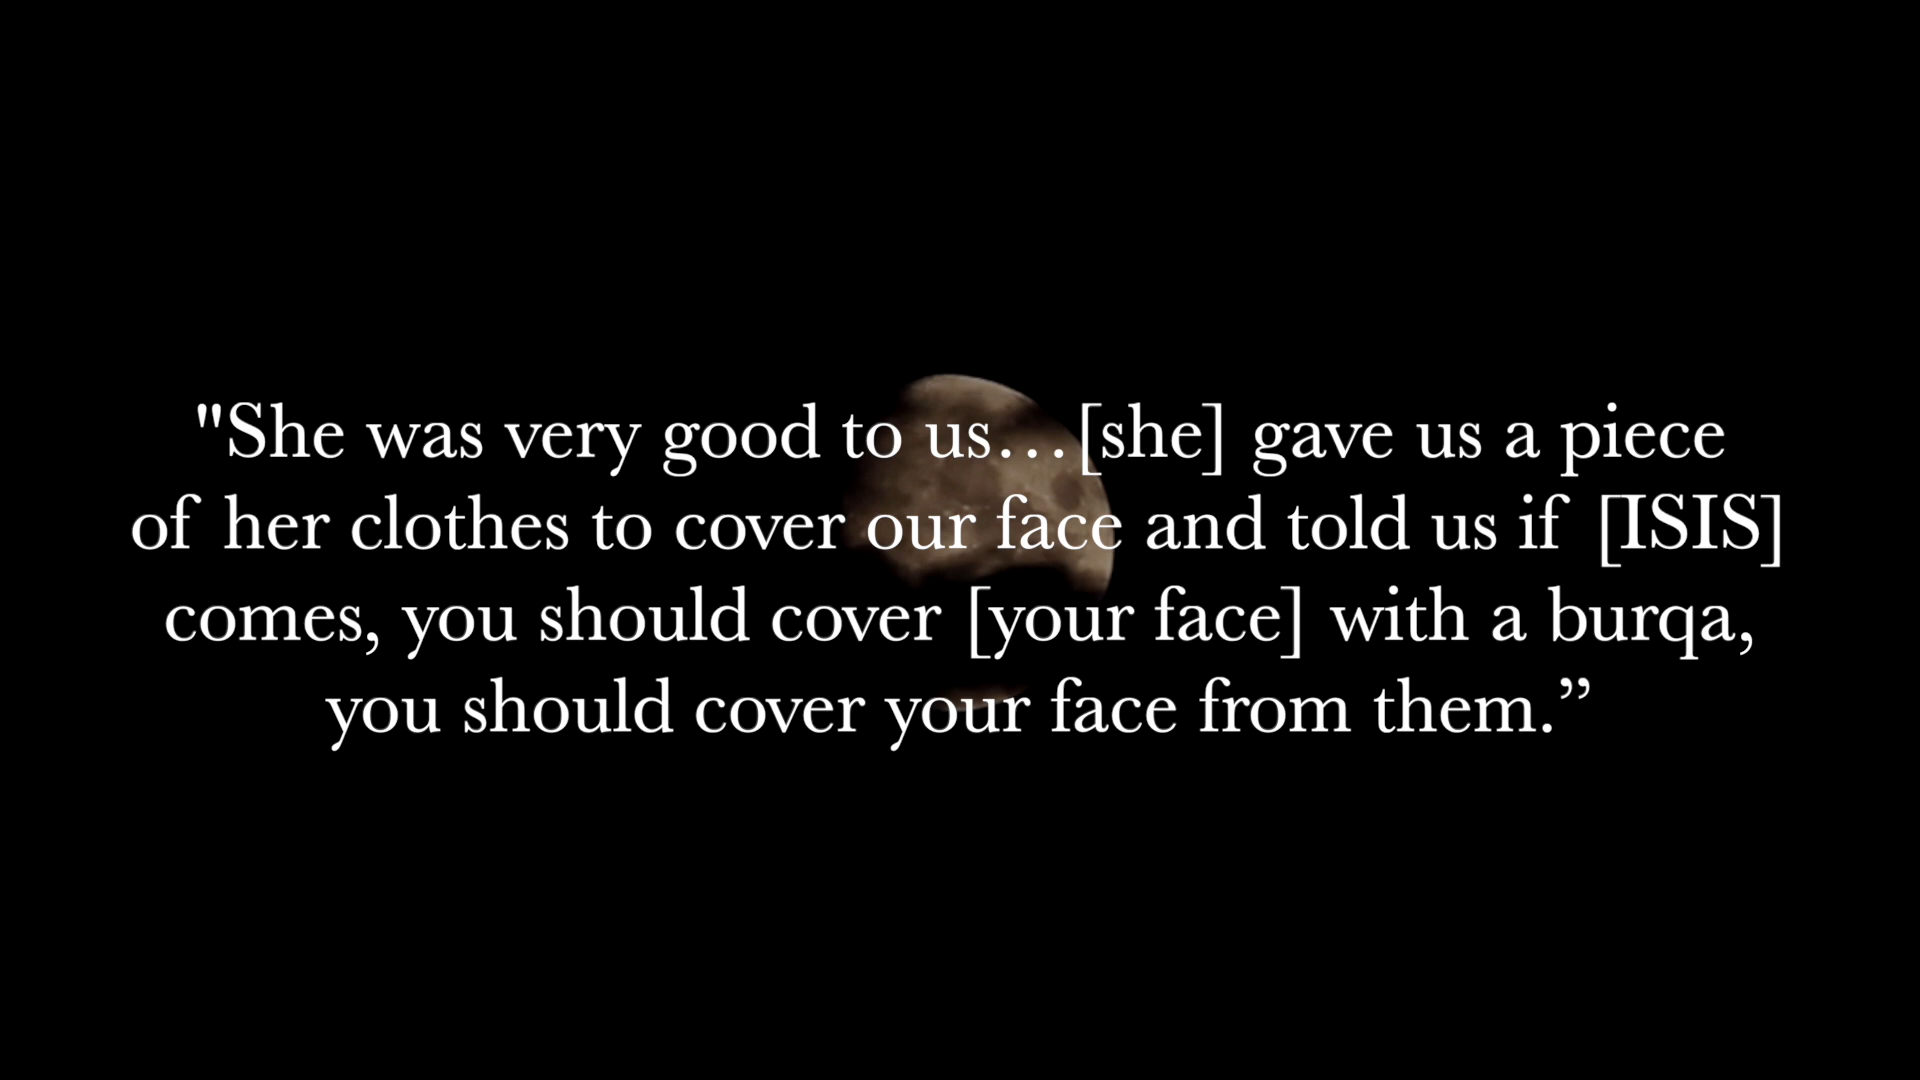 "She was very good to us…[she] gave us a piece
of her clothes to cover our face and told us if [ISIS]
comes, you should cover [your face] with a burqa,
you should cover your face from them.”